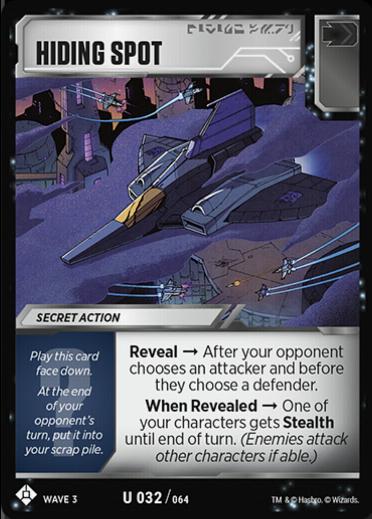 HIDING SPOT
SECRET ACTION
Play this card
face down.
At the end
of your
opponent's
turn, put it into
your scrap pile.
Reveal → After your opponent
chooses an attacker and before
they choose a defender.
When Revealed → One of
your characters gets Stealth
until end of turn. (Enemies attack
other characters if able.)
WAVE 3
U 032/064
TM & © Hasbro. © Wizards.